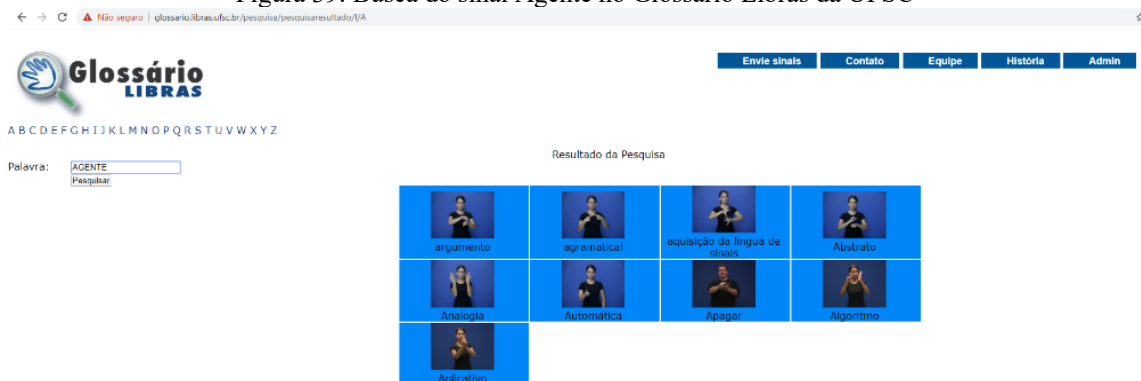 Figura 39: Busca do sinal Agente no Glossário Libras da UFSC
Não seguro | glossario.libras.ufsc.br/pesquisa/pesquisaresultado/l/A
Glossário
LIBRAS
Envie sinais Contato Equipe História Admin
A B C D E F G H I J K L M N O P Q R S T U V W X Y Z
Resultado da Pesquisa
Palavra: AGENTE
Pesquisar
argumento agramatical aquisição da língua de sinais Abstrato
Analogia Automática Apagar Algoritmo
Aplicativo